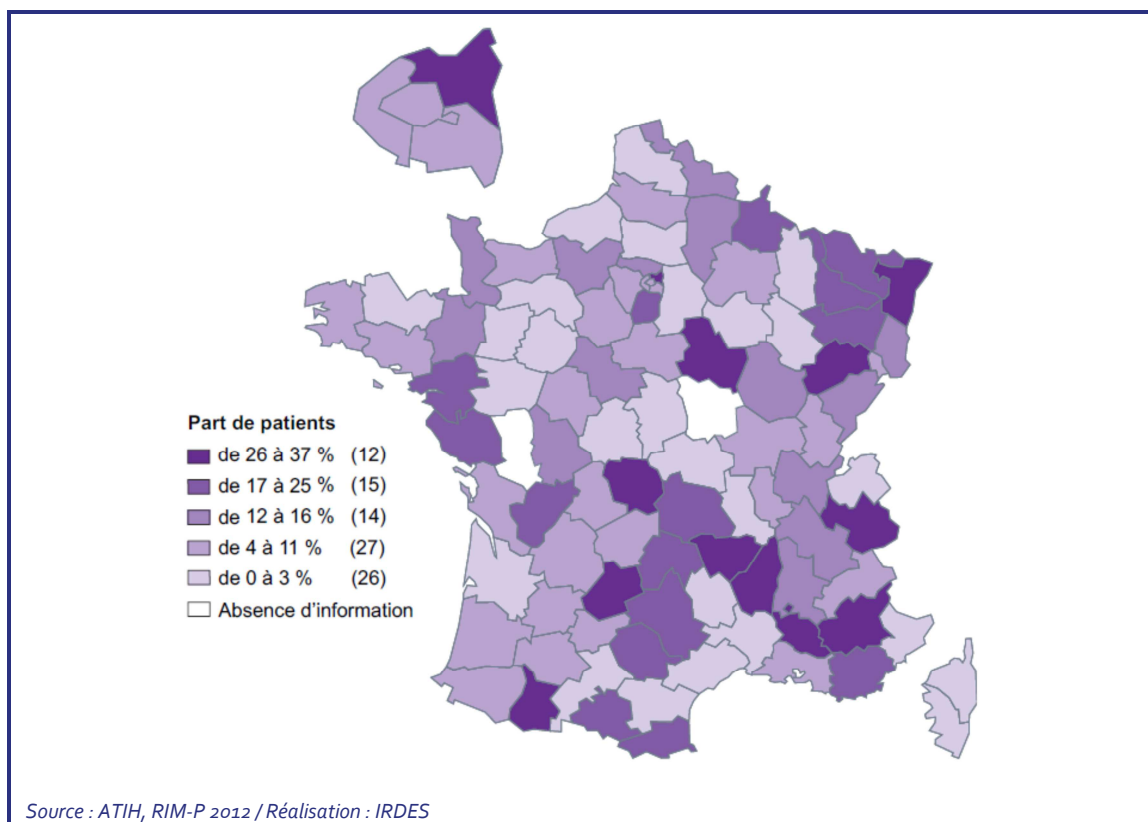 Part de patients
de 26 à 37 % (12)
de 17 à 25 % (15)
de 12 à 16 % (14)
de 4 à 11 % (27)
de 0 à 3 % (26)
Absence d'information
Source : ATIH, RIM-P 2012 / Réalisation : IRDES